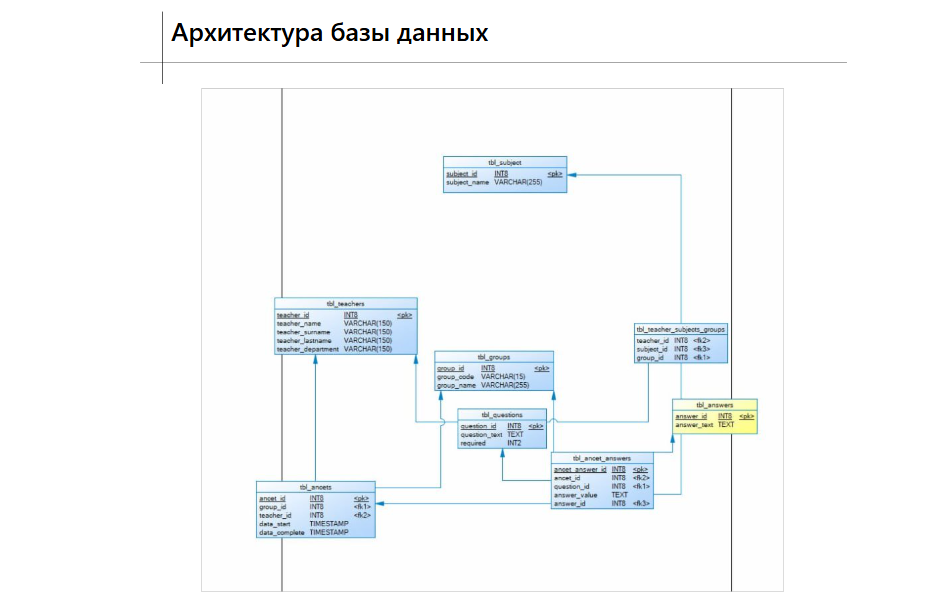 Архитектура базы данных
tbl_subject
subject_id INT8 <pk>
subject_name VARCHAR(255)
tbl_teachers
teacher_id INT8 <pk>
teacher_name VARCHAR(150)
teacher_surname VARCHAR(150)
teacher_lastname VARCHAR(150)
teacher_department VARCHAR(150)
tbl_teacher_subjects_groups
teacher_id INT8 <fk2>
subject_id INT8 <fk3>
group_id INT8 <fk1>
tbl_groups
group_id INT8 <pk>
group_code VARCHAR(15)
group_name VARCHAR(255)
tbl_answers
answer_id INT8 <pk>
answer_text TEXT
tbl_questions
question_id INT8 <pk>
question_text TEXT
required INT2
tbl_ancet_answers
ancet_answer_id INT8 <pk>
ancet_id INT8 <fk2>
question_id INT8 <fk1>
answer_value TEXT
answer_id INT8 <fk3>
tbl_ancets
ancet_id INT8 <pk>
group_id INT8 <fk1>
teacher_id INT8 <fk2>
data_start TIMESTAMP
data_complete TIMESTAMP